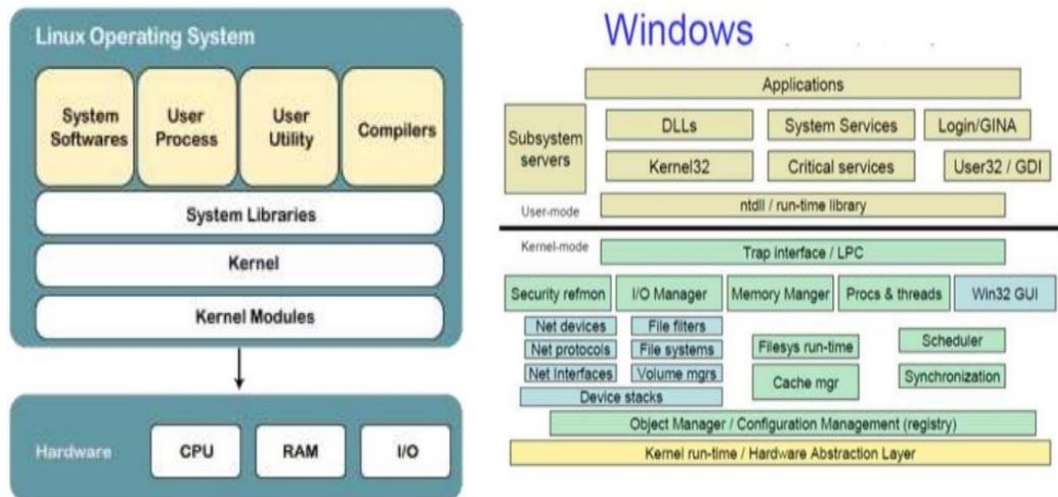 Linux Operating System
System
Softwares
User
Process
User
Utility
Compilers
System Libraries
Kernel
Kernel Modules
Hardware
CPU
RAM
I/O
Windows
Applications
Subsystem
servers
DLLs
System Services
Login/GINA
Kernel32
Critical services
User32 / GDI
User-mode
ntdll / run-time library
Kernel-mode
Trap interface / LPC
Security refmon
I/O Manager
Memory Manger
Procs & threads
Win32 GUI
Net devices
File filters
Net protocols
File systems
Net Interfaces
Volume mgrs
Device stacks
Filesys run-time
Cache mgr
Scheduler
Synchronization
Object Manager / Configuration Management (registry)
Kernel run-time / Hardware Abstraction Layer